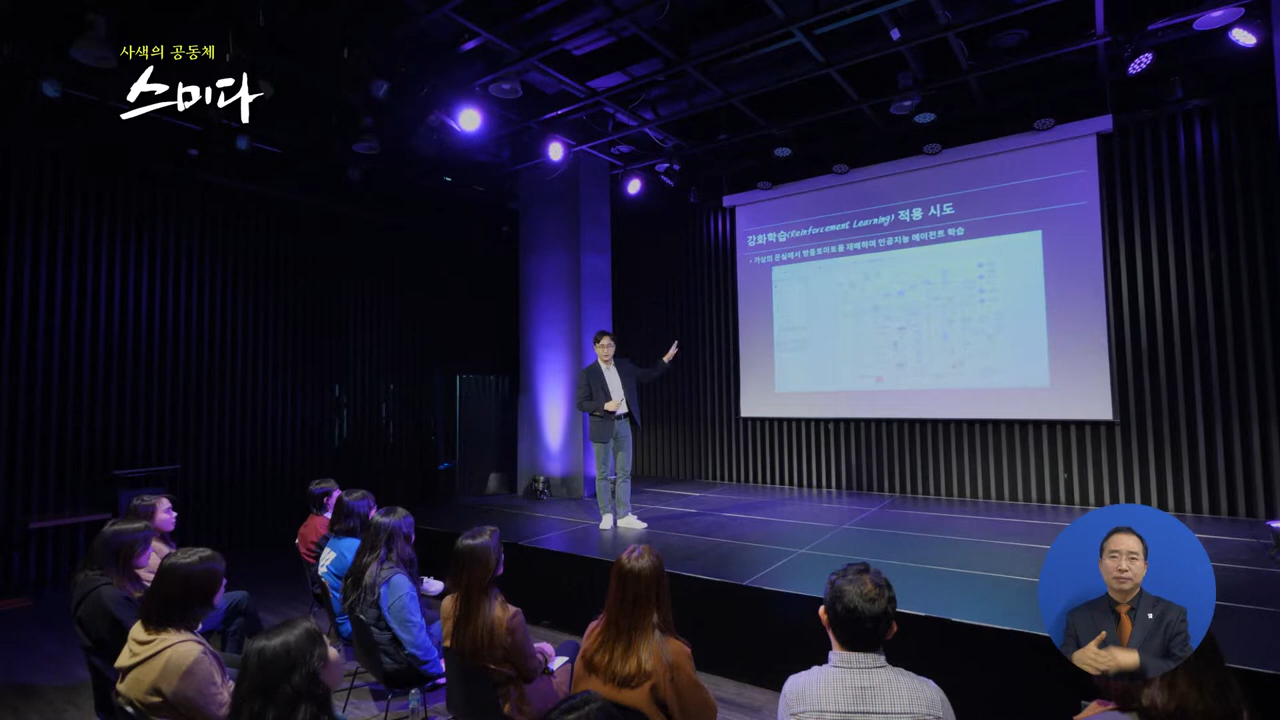 사색의 공동체
스미다
강화학습(Reinforcement Learning) 적용 시도
• 가상의 온실에서 방울토마토를 재배하며 인공지능 에이전트 학습